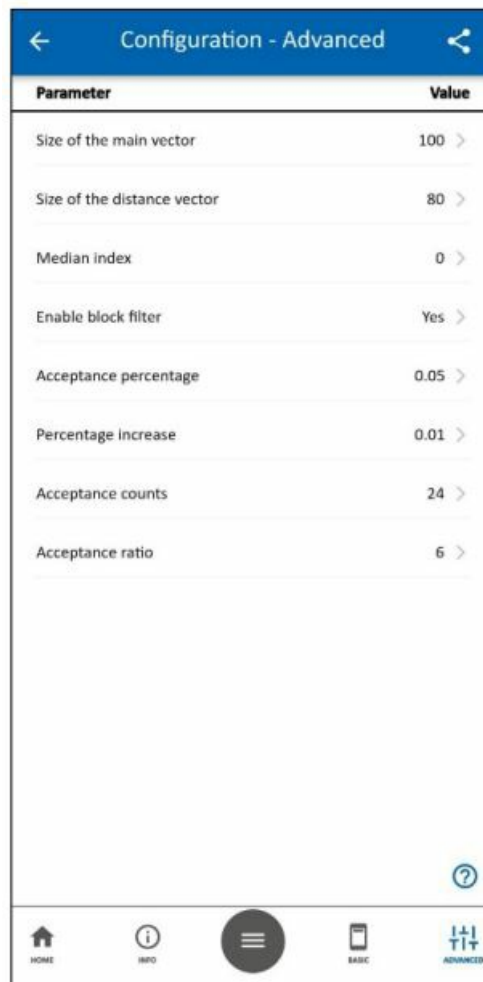 Configuration - Advanced
Parameter Value
Size of the main vector 100
Size of the distance vector 80
Median index 0
Enable block filter Yes
Acceptance percentage 0.05
Percentage increase 0.01
Acceptance counts 24
Acceptance ratio 6
?
HOME INFO BASIC ADVANCED